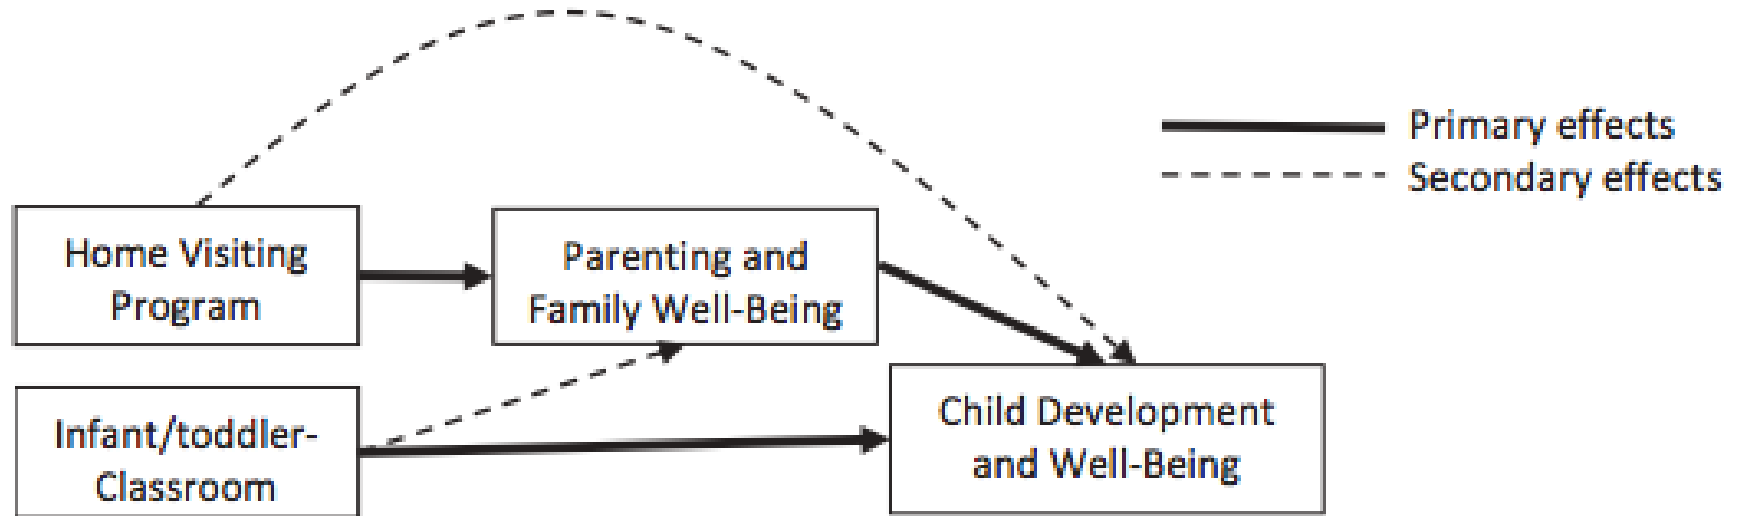 Primary effects
Secondary effects
Home Visiting
Program
Parenting and
Family Well-Being
Infant/toddler-
Classroom
Child Development
and Well-Being